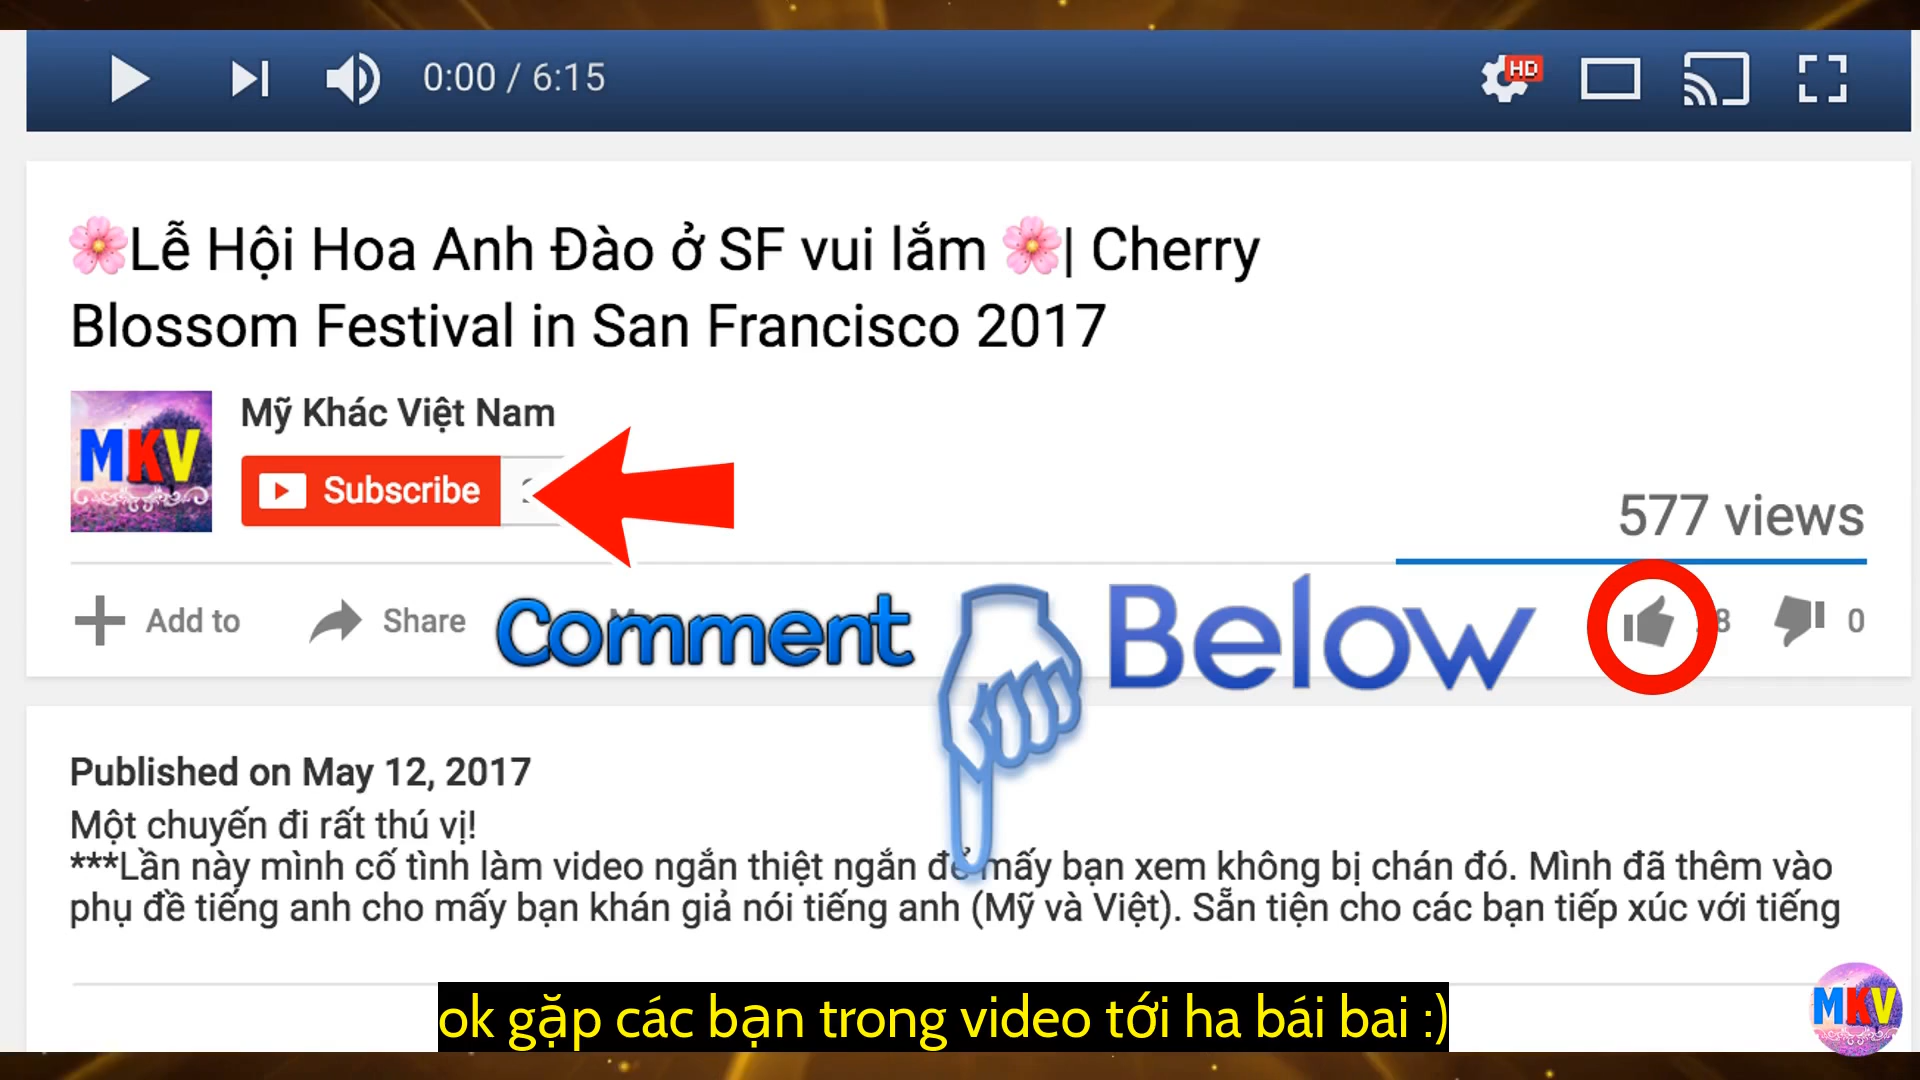 0:00 / 6:15
HD
🌸Lễ Hội Hoa Anh Đào ở SF vui lắm 🌸| Cherry
Blossom Festival in San Francisco 2017
MKV
Mỹ Khác Việt Nam
Subscribe
577 views
Add to
Share
Comment
Below
8
0
Published on May 12, 2017
Một chuyến đi rất thú vị!
***Lần này mình cố tình làm video ngắn thiệt ngắn để mấy bạn xem không bị chán đó. Mình đã thêm vào
phụ đề tiếng anh cho mấy bạn khán giả nói tiếng anh (Mỹ và Việt). Sẵn tiện cho các bạn tiếp xúc với tiếng
ok gặp các bạn trong video tới ha bái bai :)
MKV